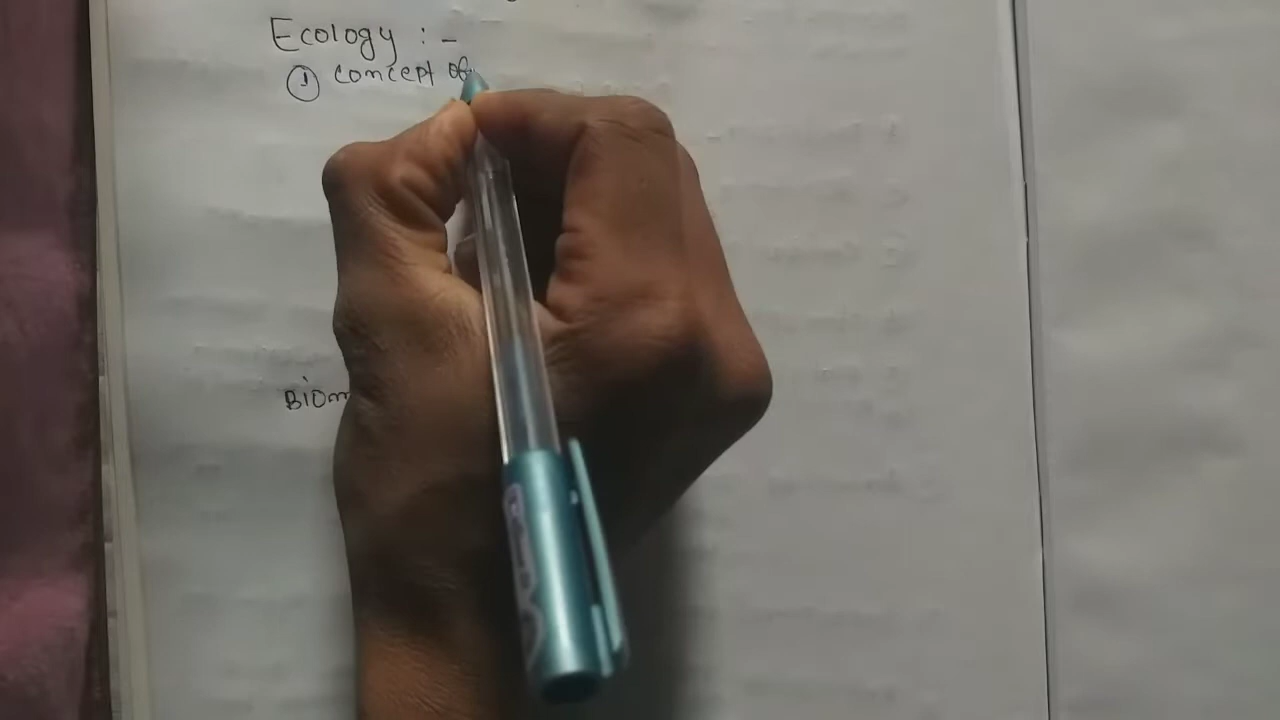 Ecology : -
① concept of
Biom